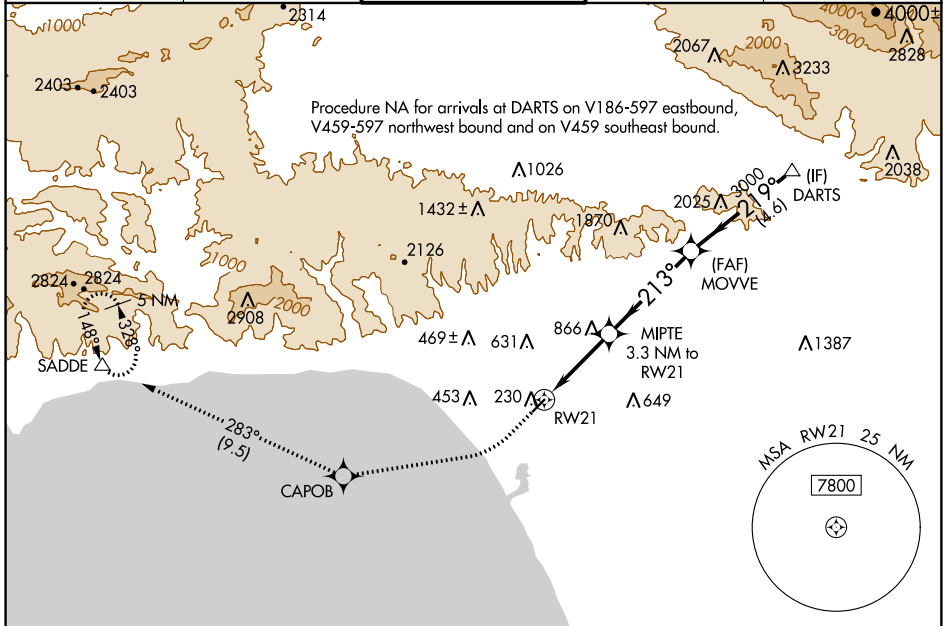 1000
2314
4000±
4000
3000
2828
2067
2000
3233
2403
2403
Procedure NA for arrivals at DARTS on V186-597 eastbound,
V459-597 northwest bound and on V459 southeast bound.
2038
1026
3000
(IF)
DARTS
219°
(4.6)
2025
1432 ±
1870
2126
1000
(FAF)
MOVVE
213°
2824
2824
5 NM
2908
2000
148°
328°
SADDE
469 ±
631
866
MIPTE
3.3 NM to
RW21
1387
453
230
649
RW21
283°
(9.5)
CAPOB
MSA RW21 25 NM
7800